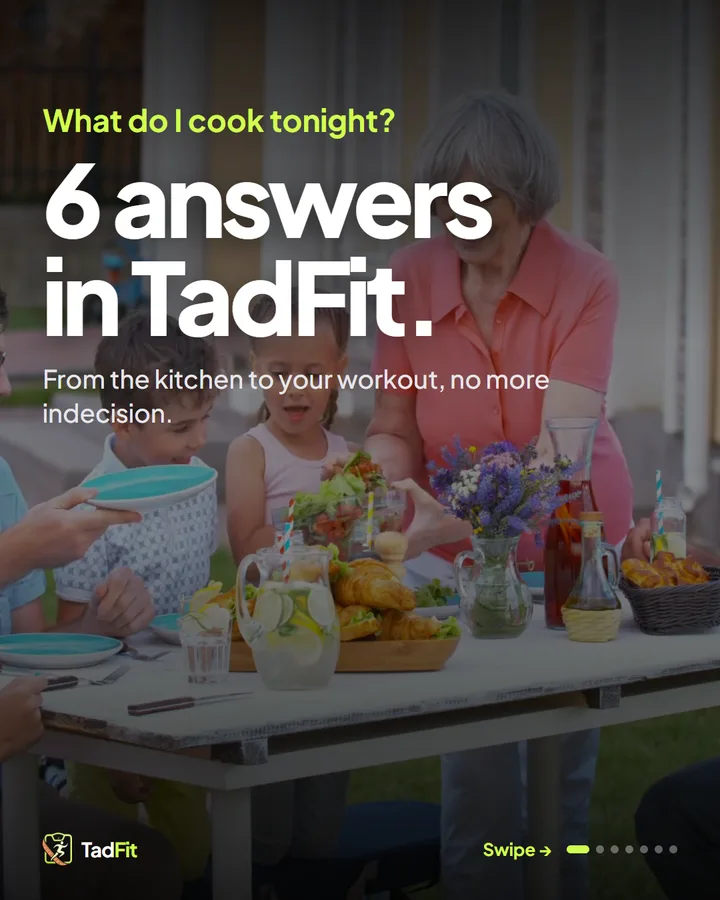 What do I cook tonight?
6 answers
in TadFit.
From the kitchen to your workout, no more
indecision.
TadFit
Swipe →